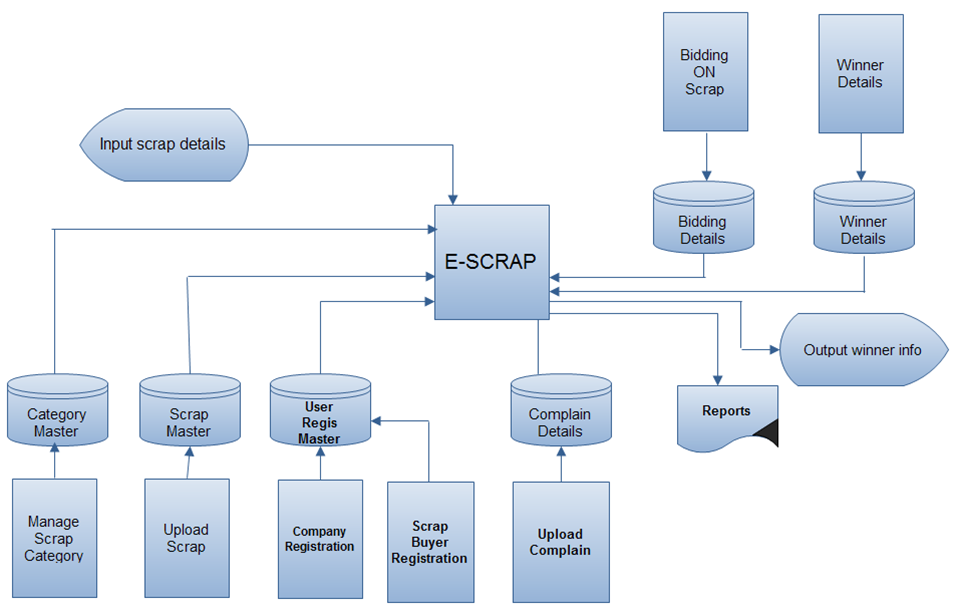 Bidding
ON
Scrap
Winner
Details
Input scrap details
Bidding
Details
Winner
Details
E-SCRAP
Output winner info
Category
Master
Scrap
Master
User
Regis
Master
Complain
Details
Reports
Manage
Scrap
Category
Upload
Scrap
Company
Registration
Scrap
Buyer
Registration
Upload
Complain